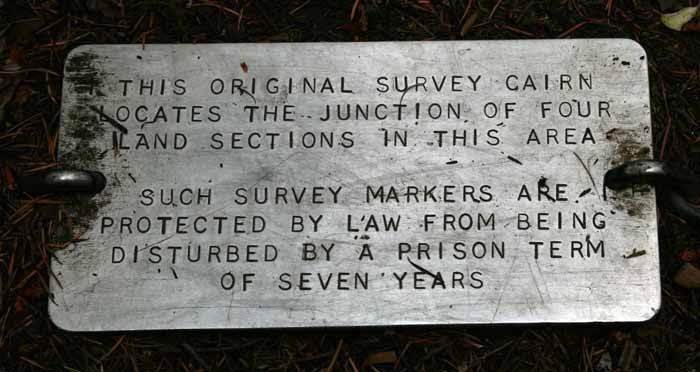 THIS ORIGINAL SURVEY CAIRN
LOCATES THE JUNCTION OF FOUR
LAND SECTIONS IN THIS AREA
SUCH SURVEY MARKERS ARE
PROTECTED BY LAW FROM BEING
DISTURBED BY A PRISON TERM
OF SEVEN YEARS